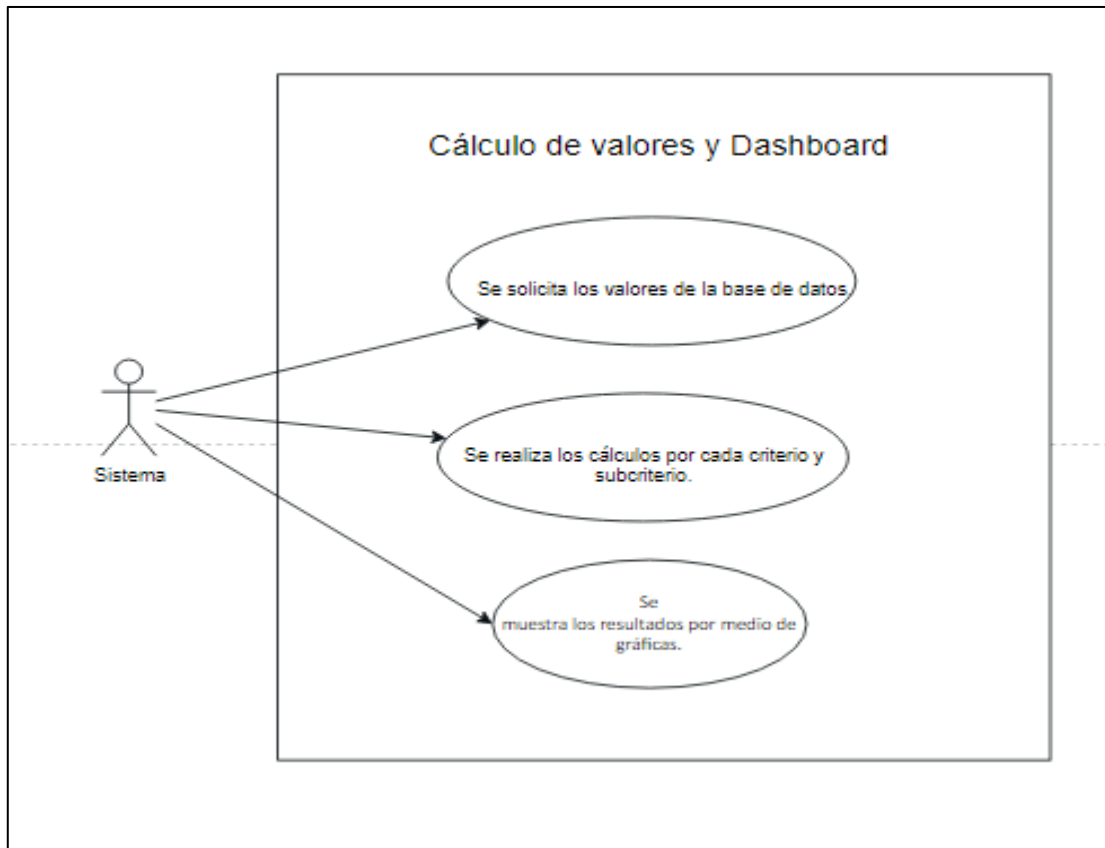 Cálculo de valores y Dashboard
Se solicita los valores de la base de datos.
Se realiza los cálculos por cada criterio y
subcriterio.
Sistema
Se
muestra los resultados por medio de
gráficas.